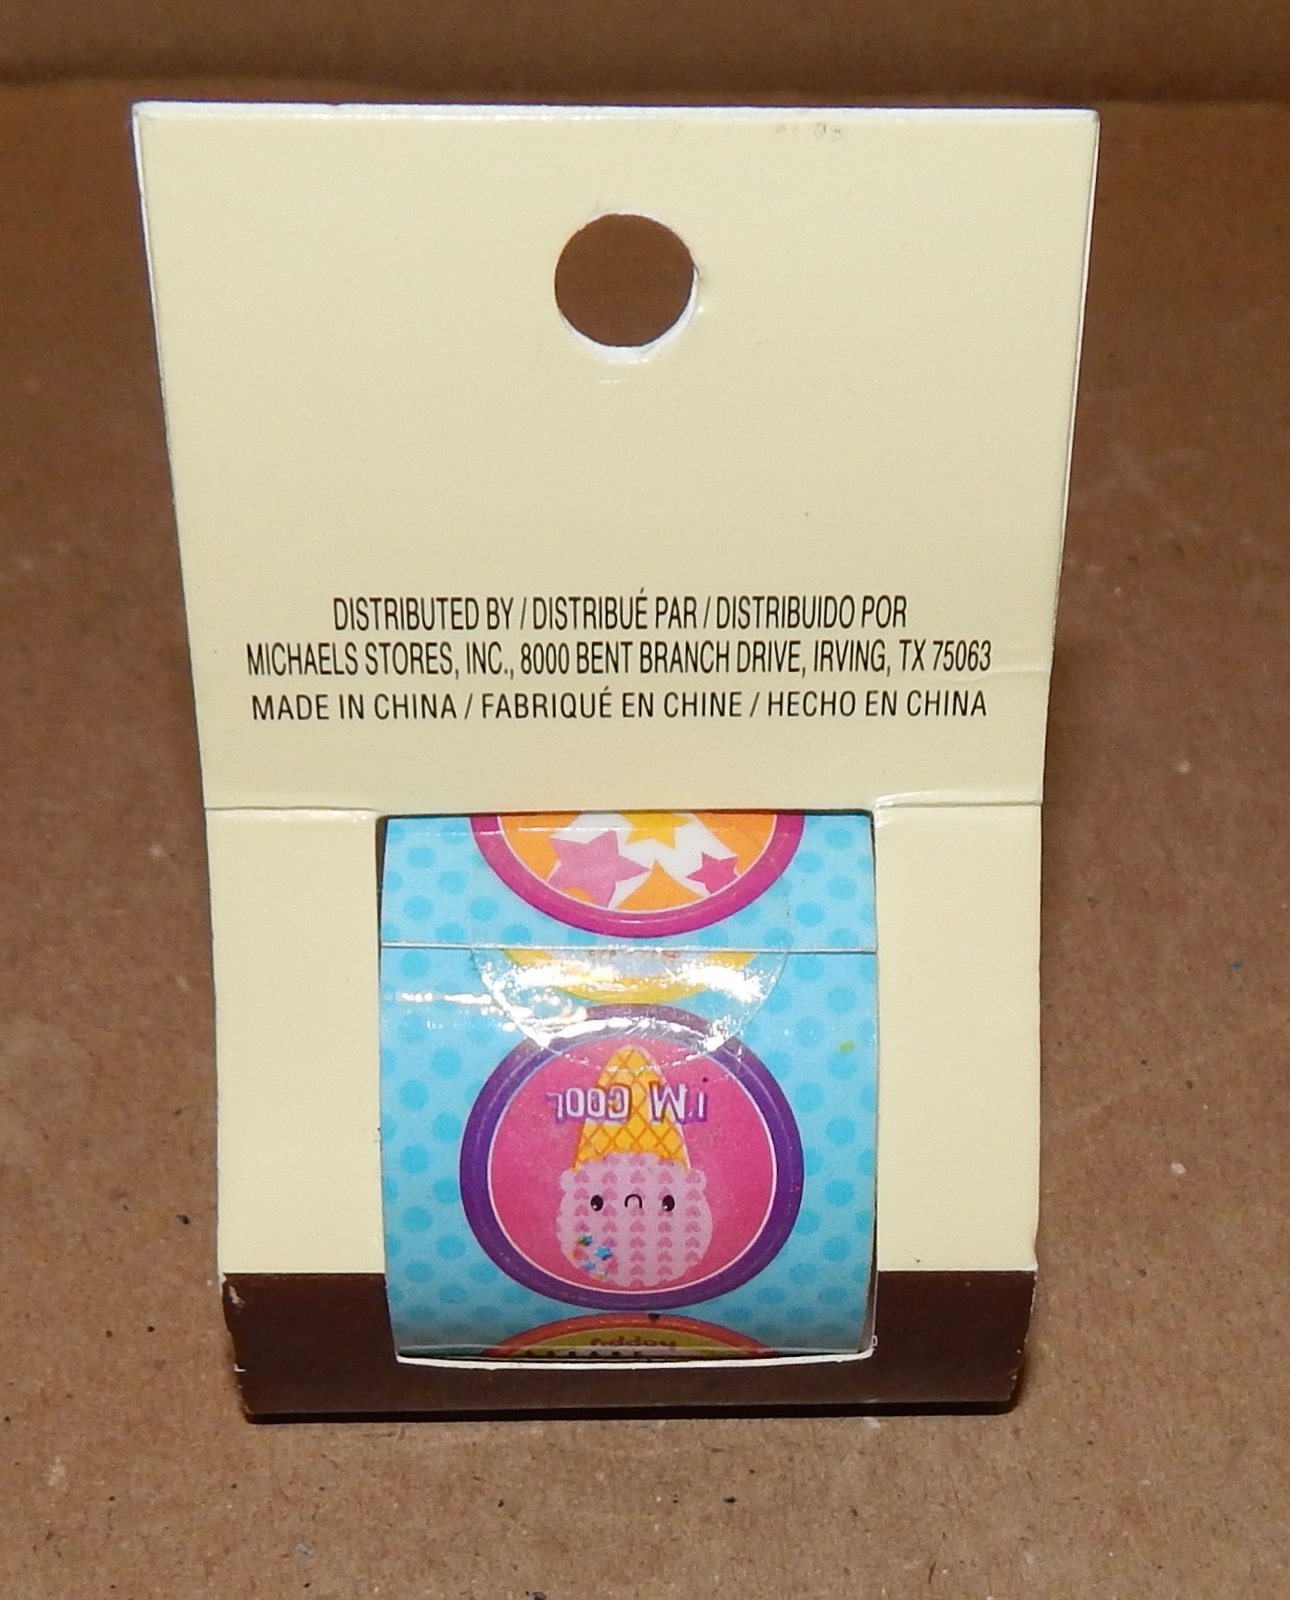 DISTRIBUTED BY / DISTRIBUÉ PAR / DISTRIBUIDO POR
MICHAELS STORES, INC., 8000 BENT BRANCH DRIVE, IRVING, TX 75063
MADE IN CHINA / FABRIQUÉ EN CHINE / HECHO EN CHINA
I'M COOL
Happy